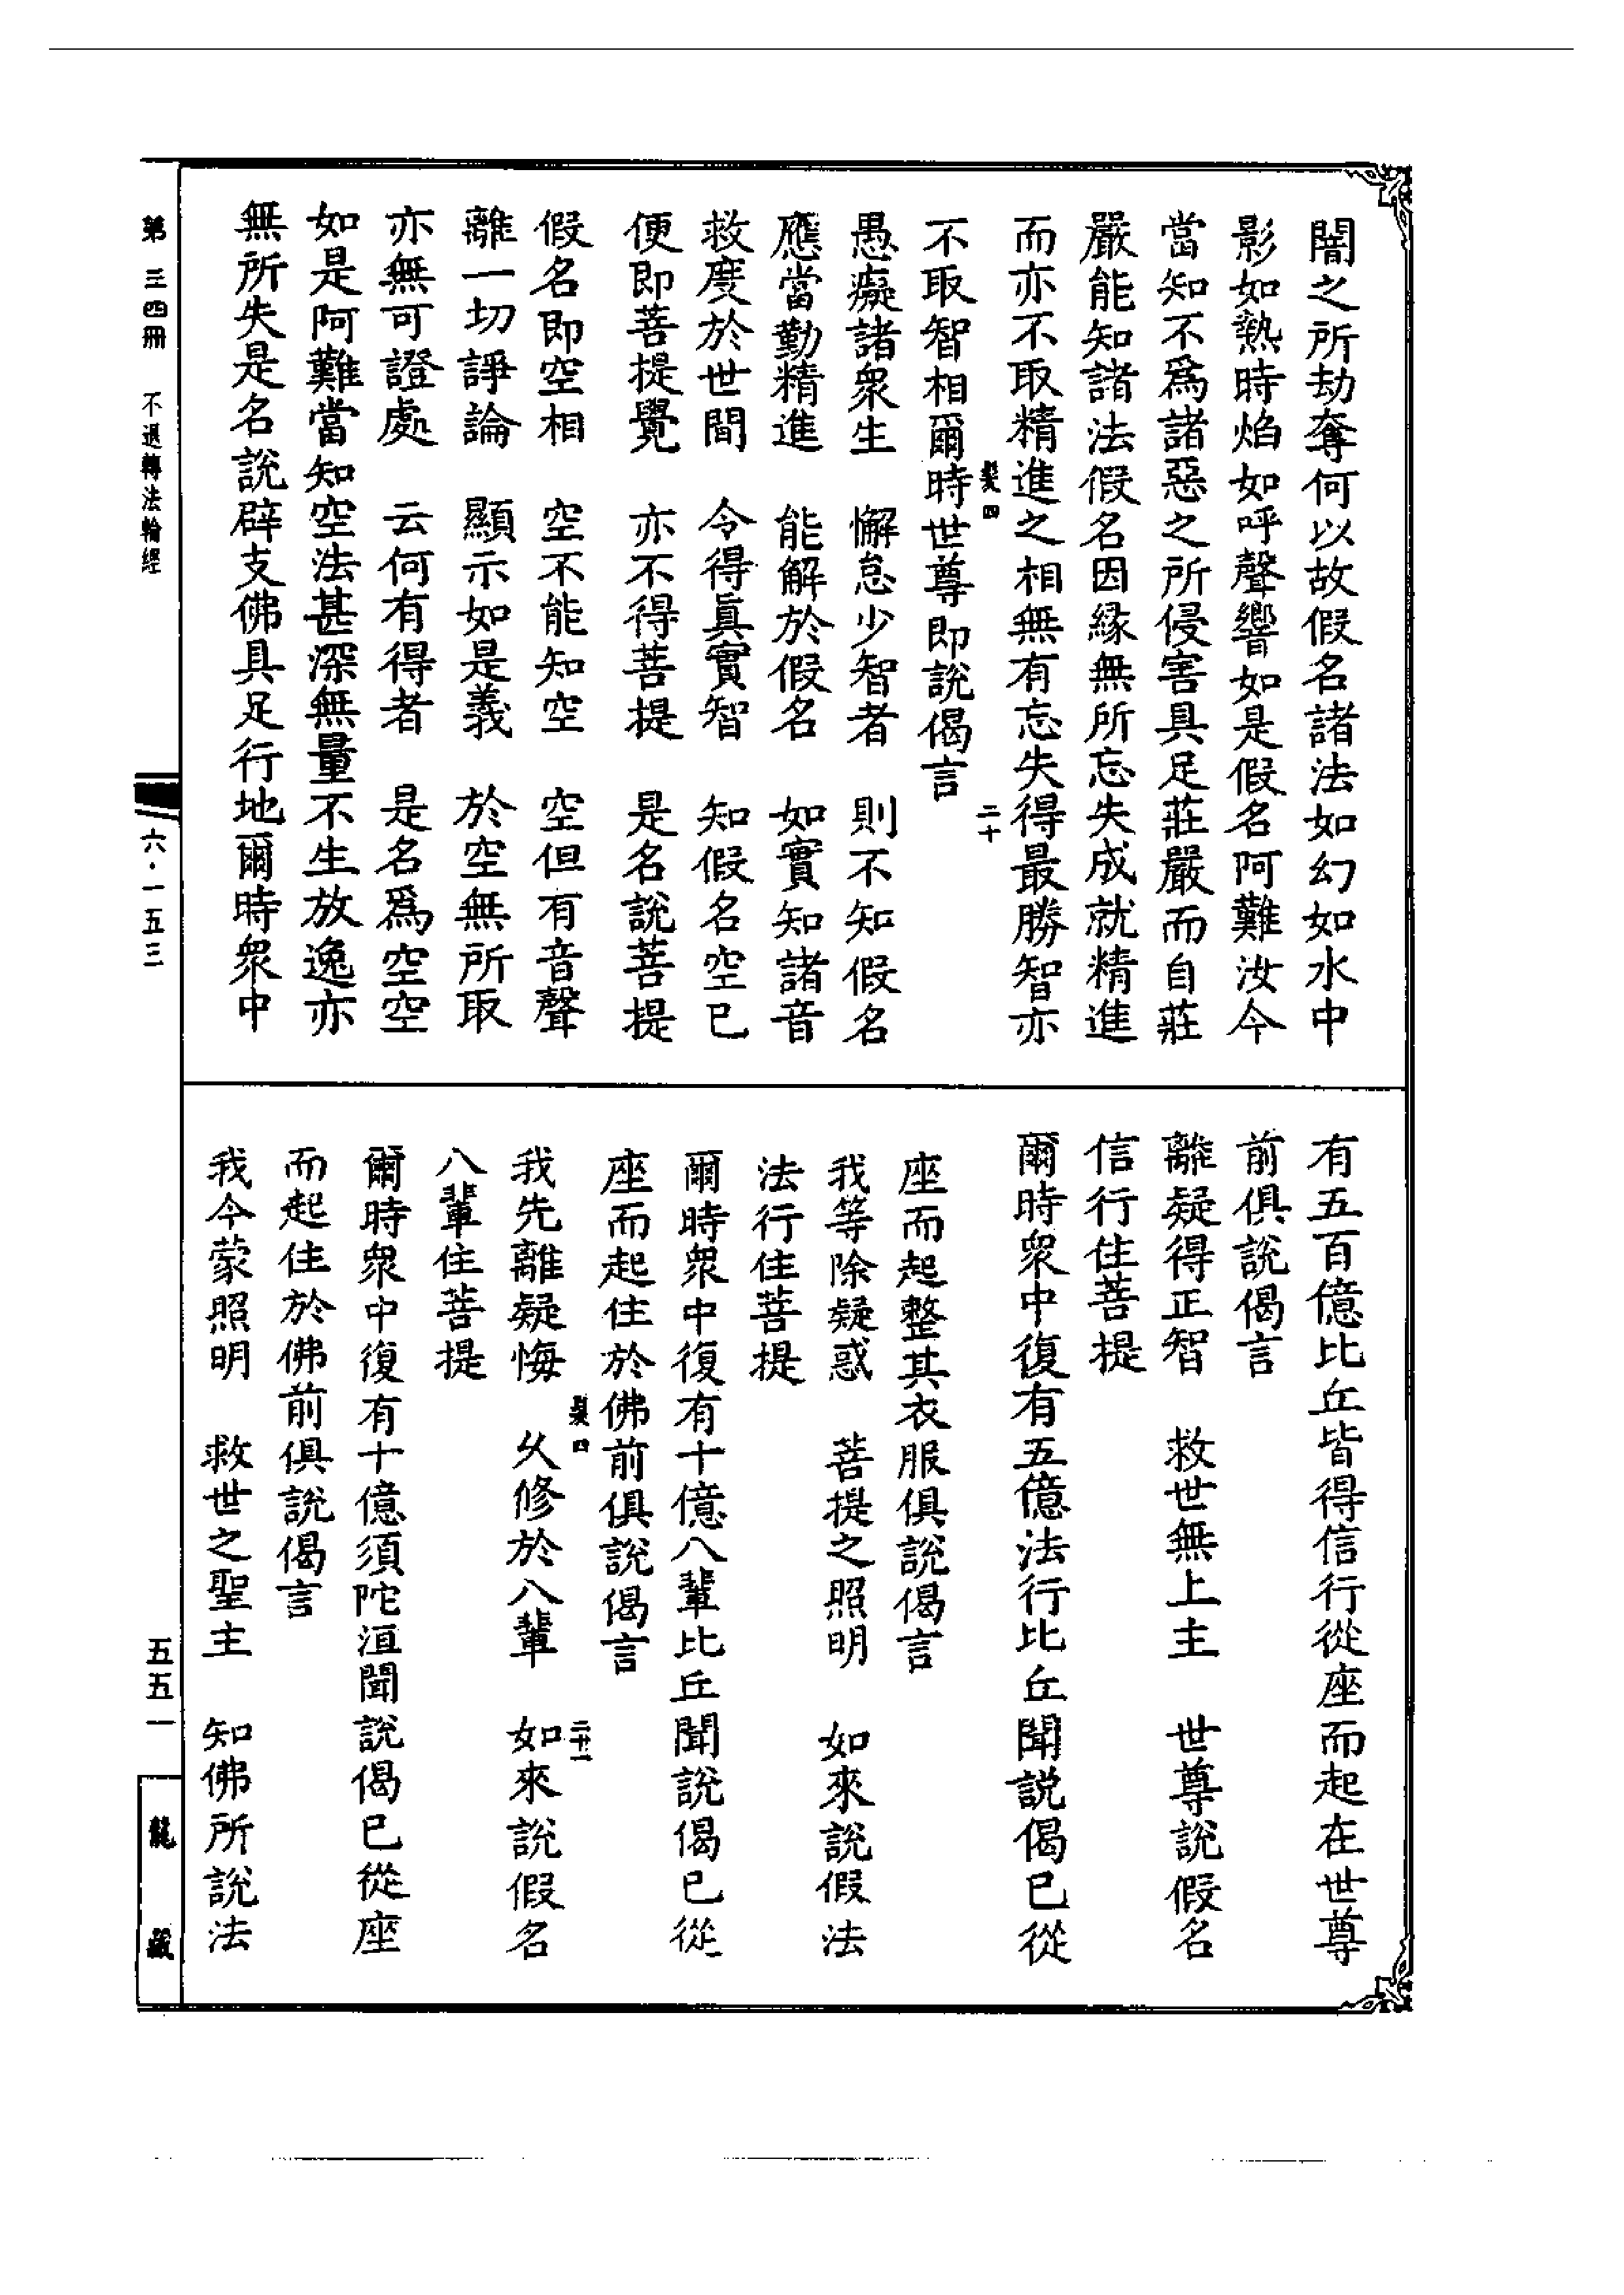 闇之所劫奪何以故假名諸法如幻如水中
影如熱時焰如呼聲響如是假名阿難汝今
當知不爲諸惡之所侵害具足莊嚴而自莊
嚴能知諸法假名因緣無所忘失成就精進
而亦不取精進之相無有忘失得最勝智亦
髮四　二十
不取智相爾時世尊即說偈言
愚癡諸衆生　懈怠少智者　則不知假名
應當勤精進　能解於假名　如實知諸音
救度於世間　令得眞實智　知假名空已
便即菩提覺　亦不得菩提　是名說菩提
假名即空相　空不能知空　空但有音聲
離一切諍論　顯示如是義　於空無所取
亦無可證處　云何有得者　是名爲空空
如是阿難當知空法甚深無量不生放逸亦
無所失是名說辟支佛具足行地爾時衆中
有五百億比丘皆得信行從座而起在世尊
前俱說偈言
離疑得正智　救世無上主　世尊說假名
信行住菩提
爾時衆中復有五億法行比丘聞説偈已從
座而起整其衣服俱說偈言
我等除疑惑　菩提之照明　如來說假法
法行住菩提
爾時衆中復有十億八輩比丘聞說偈已從
座而起住於佛前俱說偈言
髮四　二十一
我先離疑悔　久修於八輩　如來說假名
八輩住菩提
爾時衆中復有十億須陀洹聞說偈已從座
而起住於佛前俱說偈言
我今蒙照明　救世之聖主　知佛所說法
第三四冊　不退轉法輪經
六·一五三
五五一
龍藏